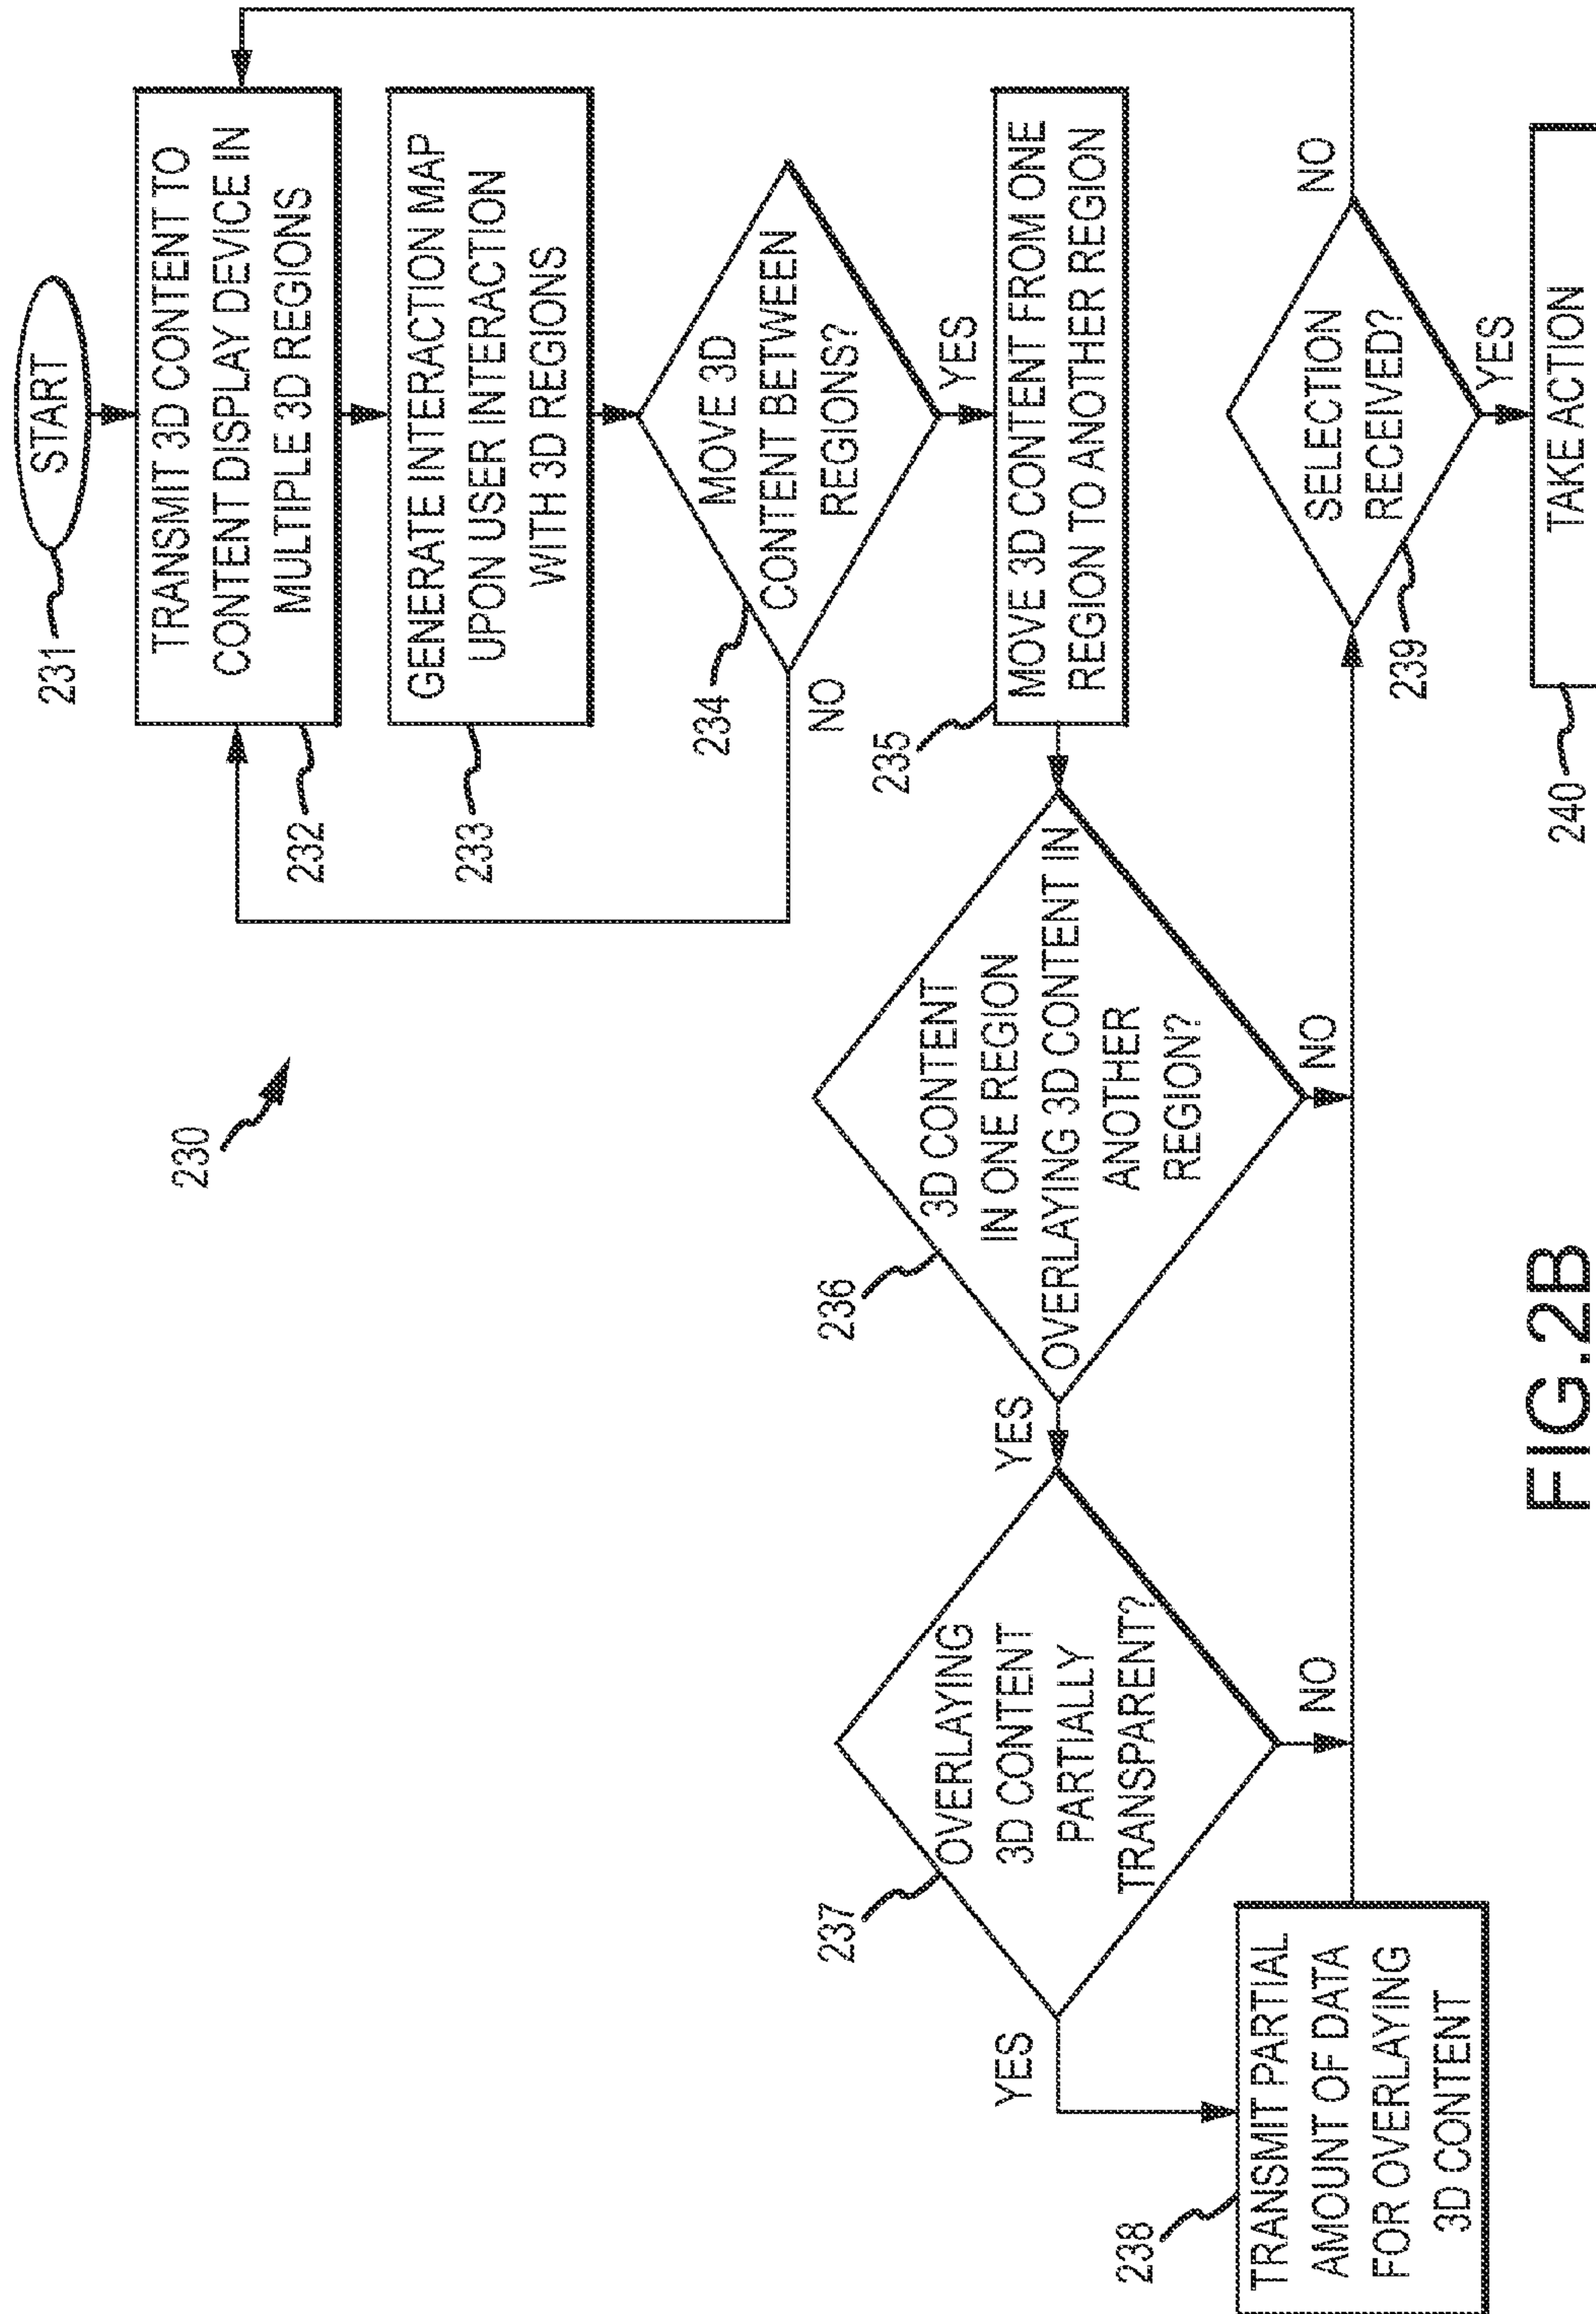 230
START
231
TRANSMIT 3D CONTENT TO
CONTENT DISPLAY DEVICE IN
MULTIPLE 3D REGIONS
232
GENERATE INTERACTION MAP
UPON USER INTERACTION
WITH 3D REGIONS
233
MOVE 3D
CONTENT BETWEEN
REGIONS?
234
NO
YES
MOVE 3D CONTENT FROM ONE
REGION TO ANOTHER REGION
235
3D CONTENT
IN ONE REGION
OVERLAYING 3D CONTENT IN
ANOTHER
REGION?
236
YES
NO
OVERLAYING
3D CONTENT
PARTIALLY
TRANSPARENT?
237
YES
NO
TRANSMIT PARTIAL
AMOUNT OF DATA
FOR OVERLAYING
3D CONTENT
238
SELECTION
RECEIVED?
239
NO
YES
TAKE ACTION
240
FIG.2B